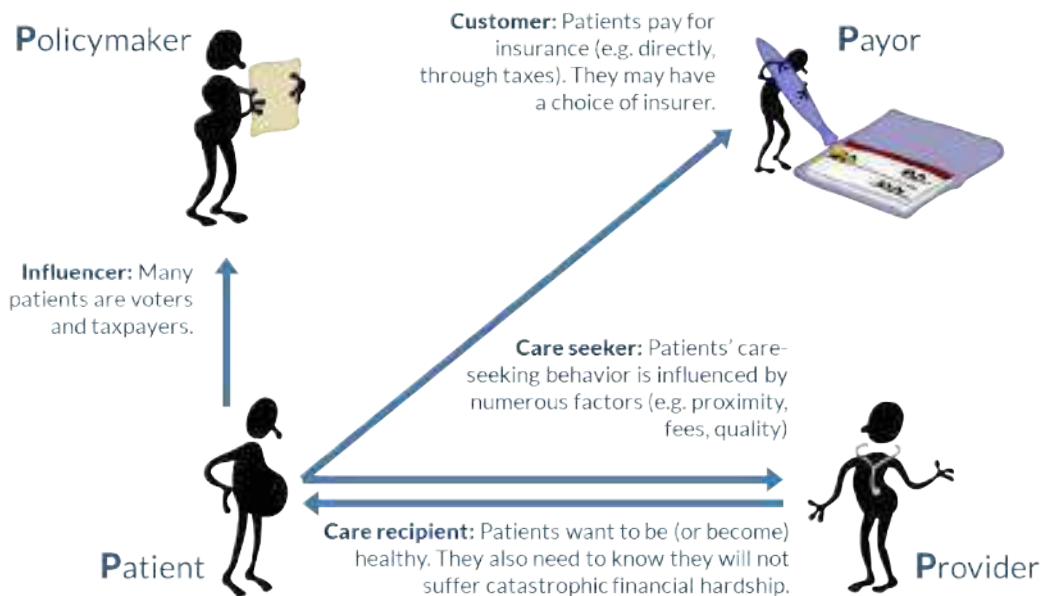 Policymaker
Customer: Patients pay for
insurance (e.g. directly,
through taxes). They may have
a choice of insurer.
Payor
Influencer: Many
patients are voters
and taxpayers.
Care seeker: Patients' care-
seeking behavior is influenced by
numerous factors (e.g. proximity,
fees, quality)
Care recipient: Patients want to be (or become)
healthy. They also need to know they will not
suffer catastrophic financial hardship.
Patient
Provider